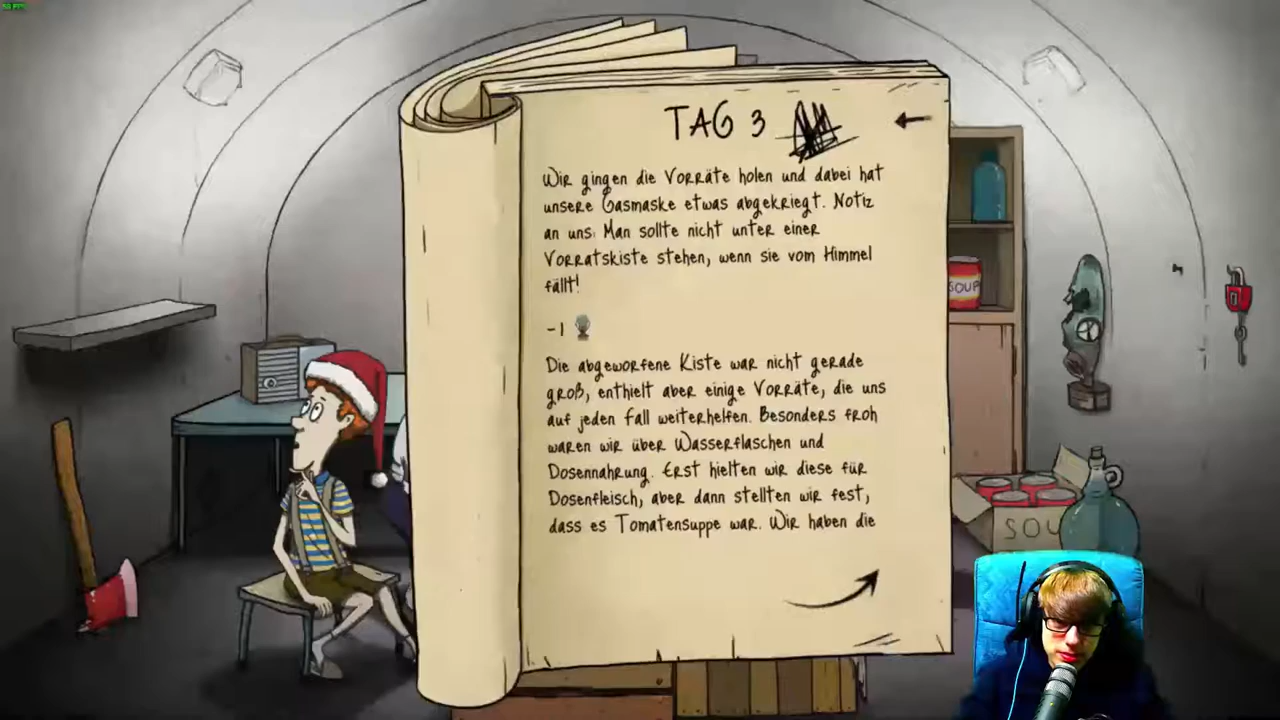 TAG 3
Wir gingen die Vorräte holen und dabei hat
unsere Gasmaske etwas abgekriegt. Notiz
an uns: Man sollte nicht unter einer
Vorratskiste stehen, wenn sie vom Himmel
fällt!
-1
Die abgeworfene Kiste war nicht gerade
groß, enthielt aber einige Vorräte, die uns
auf jeden Fall weiterhelfen. Besonders froh
waren wir über Wasserflaschen und
Dosennahrung. Erst hielten wir diese für
Dosenfleisch, aber dann stellten wir fest,
dass es Tomatensuppe war. Wir haben die
SOUP
SOU